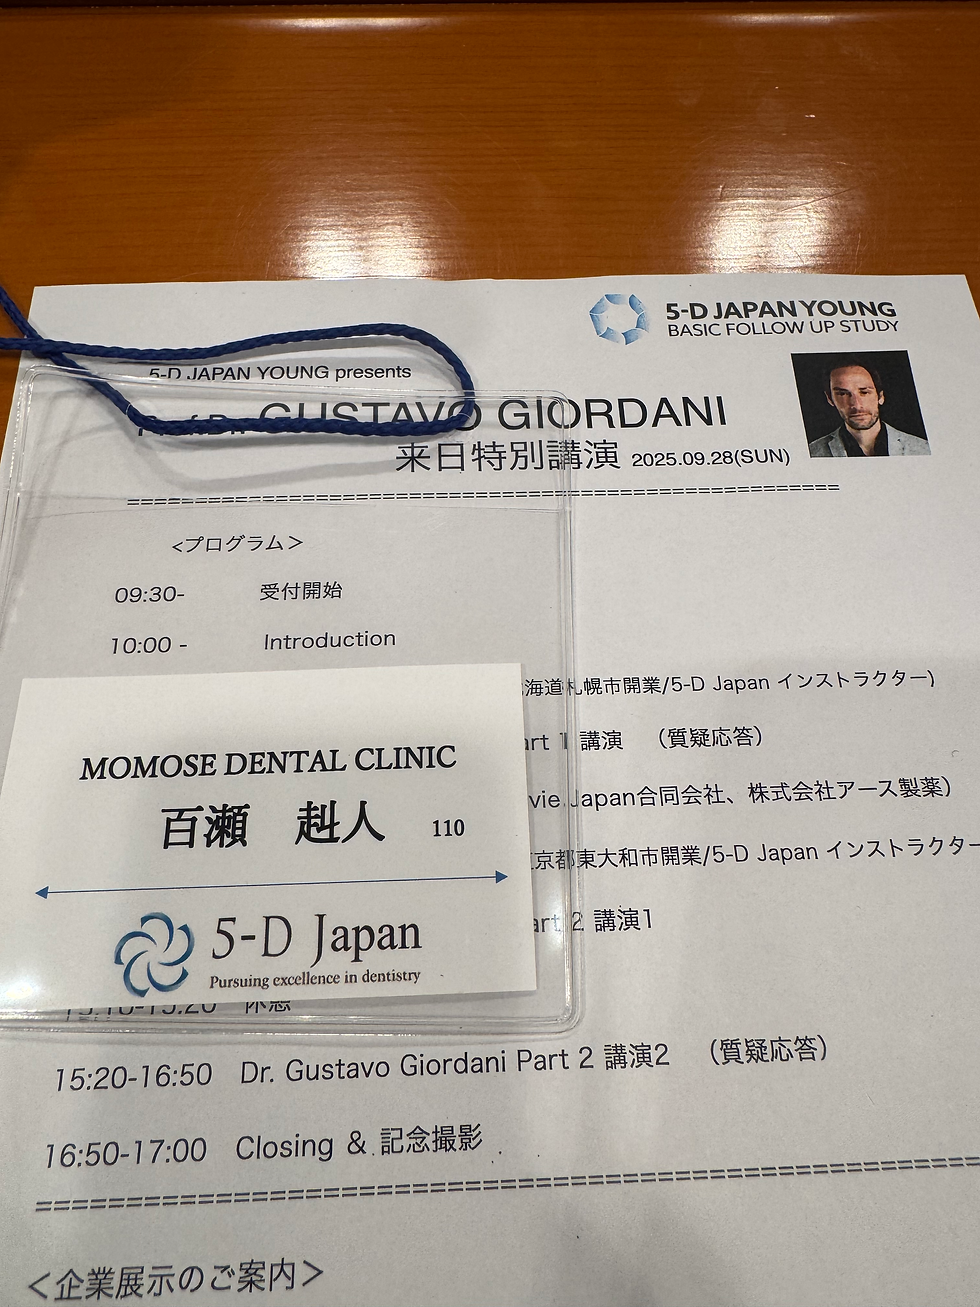 5-D JAPAN YOUNG
BASIC FOLLOW UP STUDY
5-D JAPAN YOUNG presents
GUSTAVO GIORDANI
来日特別講演 2025.09.28(SUN)
<プログラム>
09:30- 受付開始
10:00 - Introduction
海道札幌市開業/5-D Japan インストラクター)
1 講演 （質疑応答）
Japan合同会社、株式会社アース製薬）
京都東大和市開業/5-D Japan インストラクター
2 講演1
MOMOSE DENTAL CLINIC
百瀬 赳人 110
5-D Japan
Pursuing excellence in dentistry
休憩
15:20-16:50 Dr. Gustavo Giordani Part 2 講演2 （質疑応答）
16:50-17:00 Closing & 記念撮影
<企業展示のご案内>